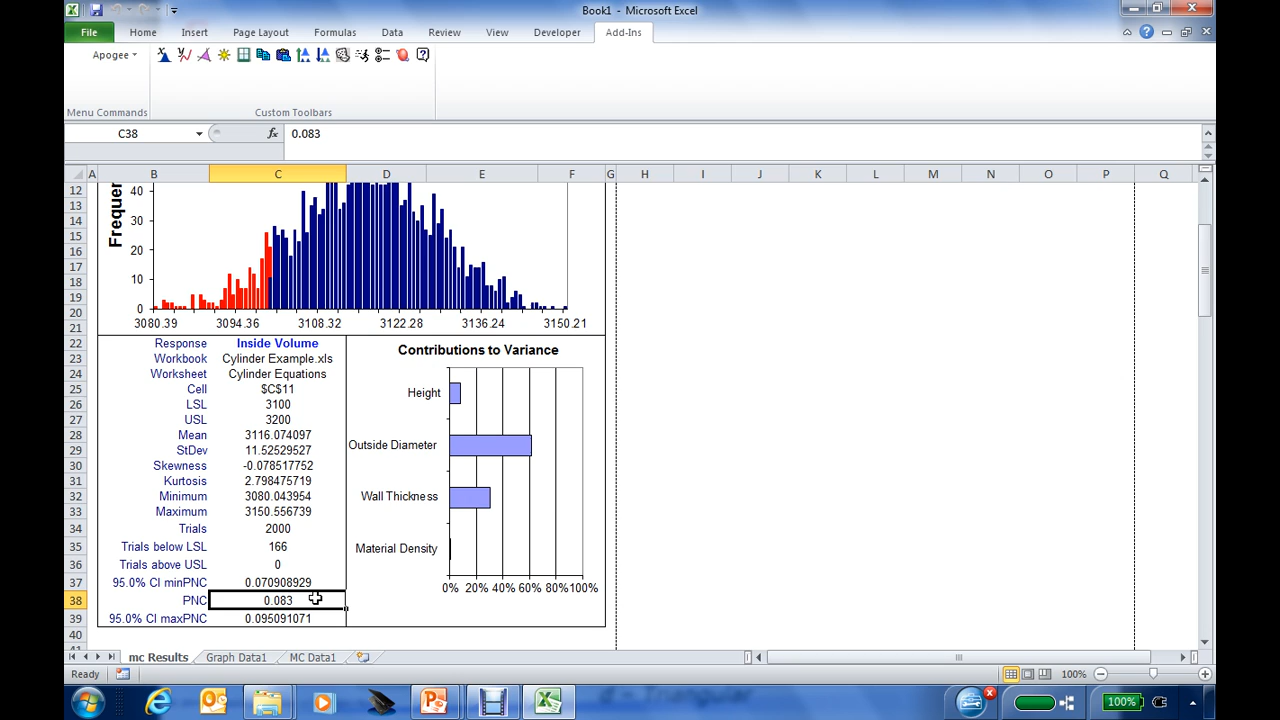 Book1 - Microsoft Excel
File Home Insert Page Layout Formulas Data Review View Developer Add-Ins
Apogee
Menu Commands Custom Toolbars
C38 fx 0.083
A B C D E F G H I J K L M N O P Q
12
13
14
15
16
17
18
19
20
21
22
23
24
25
26
27
28
29
30
31
32
33
34
35
36
37
38
39
40
Frequen
40
30
20
10
0
3080.39 3094.36 3108.32 3122.28 3136.24 3150.21
Response Inside Volume
Workbook Cylinder Example.xls
Worksheet Cylinder Equations
Cell $C$11
LSL 3100
USL 3200
Mean 3116.074097
StDev 11.52529527
Skewness -0.078517752
Kurtosis 2.798475719
Minimum 3080.043954
Maximum 3150.556739
Trials 2000
Trials below LSL 166
Trials above USL 0
95.0% CI minPNC 0.070908929
PNC 0.083
95.0% CI maxPNC 0.095091071
Contributions to Variance
Height
Outside Diameter
Wall Thickness
Material Density
0% 20% 40% 60% 80% 100%
mc Results Graph Data1 MC Data1
Ready 100%
100%